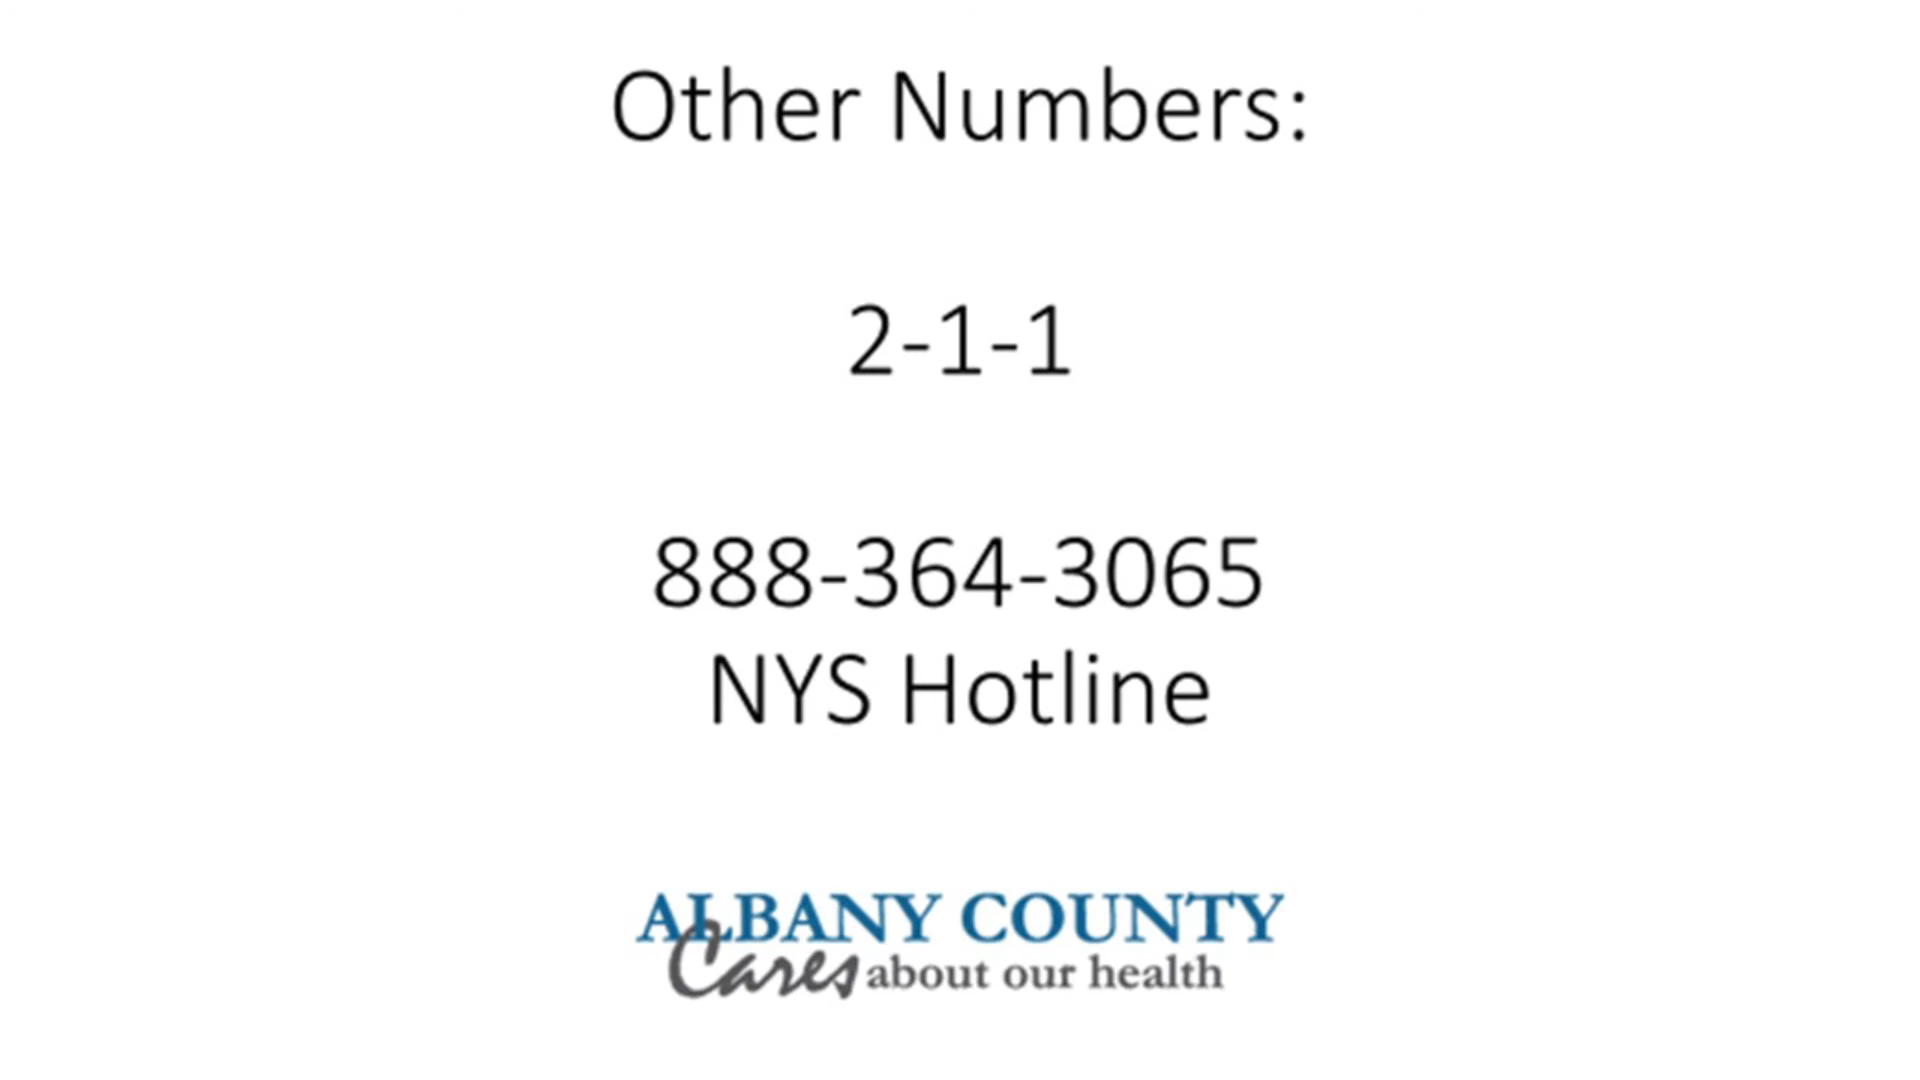 Other Numbers:
2-1-1
888-364-3065
NYS Hotline
ALBANY COUNTY
Cares about our health